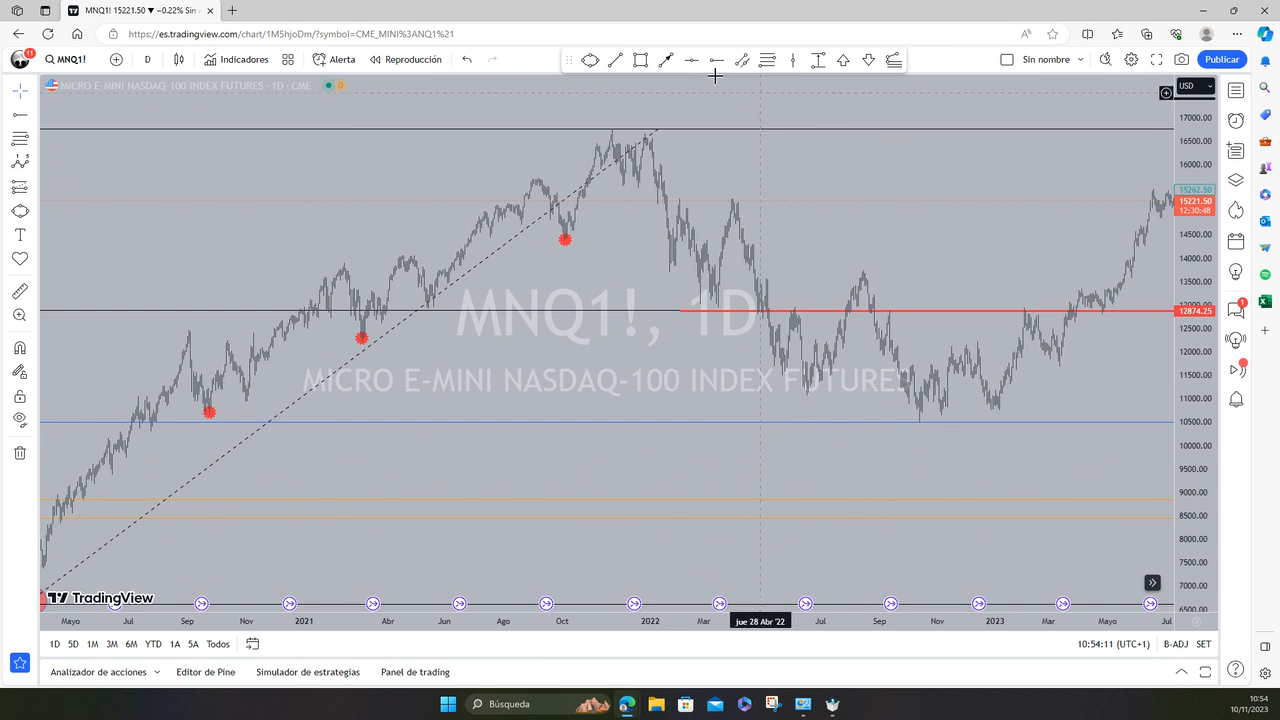 MNQ1! 15221.50 ▼ −0.22% Sin n
https://es.tradingview.com/chart/1M5hjoDm/?symbol=CME_MINI%3ANQ1%21
11
MNQ1!
D
Indicadores
Alerta
Reproducción
Sin nombre
Publicar
MICRO E-MINI NASDAQ-100 INDEX FUTURES · 1D · CME
D
USD
17000.00
16500.00
16000.00
15262.50
15221.50
12:30:48
14500.00
14000.00
13500.00
13000.00
12874.25
12500.00
12000.00
11500.00
11000.00
10500.00
10000.00
9500.00
9000.00
8500.00
8000.00
7500.00
7000.00
6500.00
MNQ1!, 1D
MICRO E-MINI NASDAQ-100 INDEX FUTURES
1
TradingView
Mayo
Jul
Sep
Nov
2021
Abr
Jun
Ago
Oct
2022
Mar
jue 28 Abr '22
Jul
Sep
Nov
2023
Mar
Mayo
Jul
1D
5D
1M
3M
6M
YTD
1A
5A
Todos
10:54:11 (UTC+1)
B-ADJ
SET
Analizador de acciones
Editor de Pine
Simulador de estrategias
Panel de trading
Búsqueda
10:54
10/11/2023